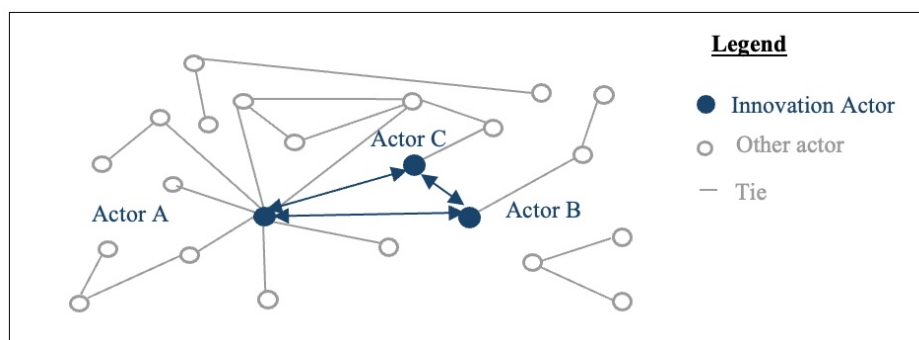 Legend
Innovation Actor
Other actor
Tie
Actor C
Actor A
Actor B